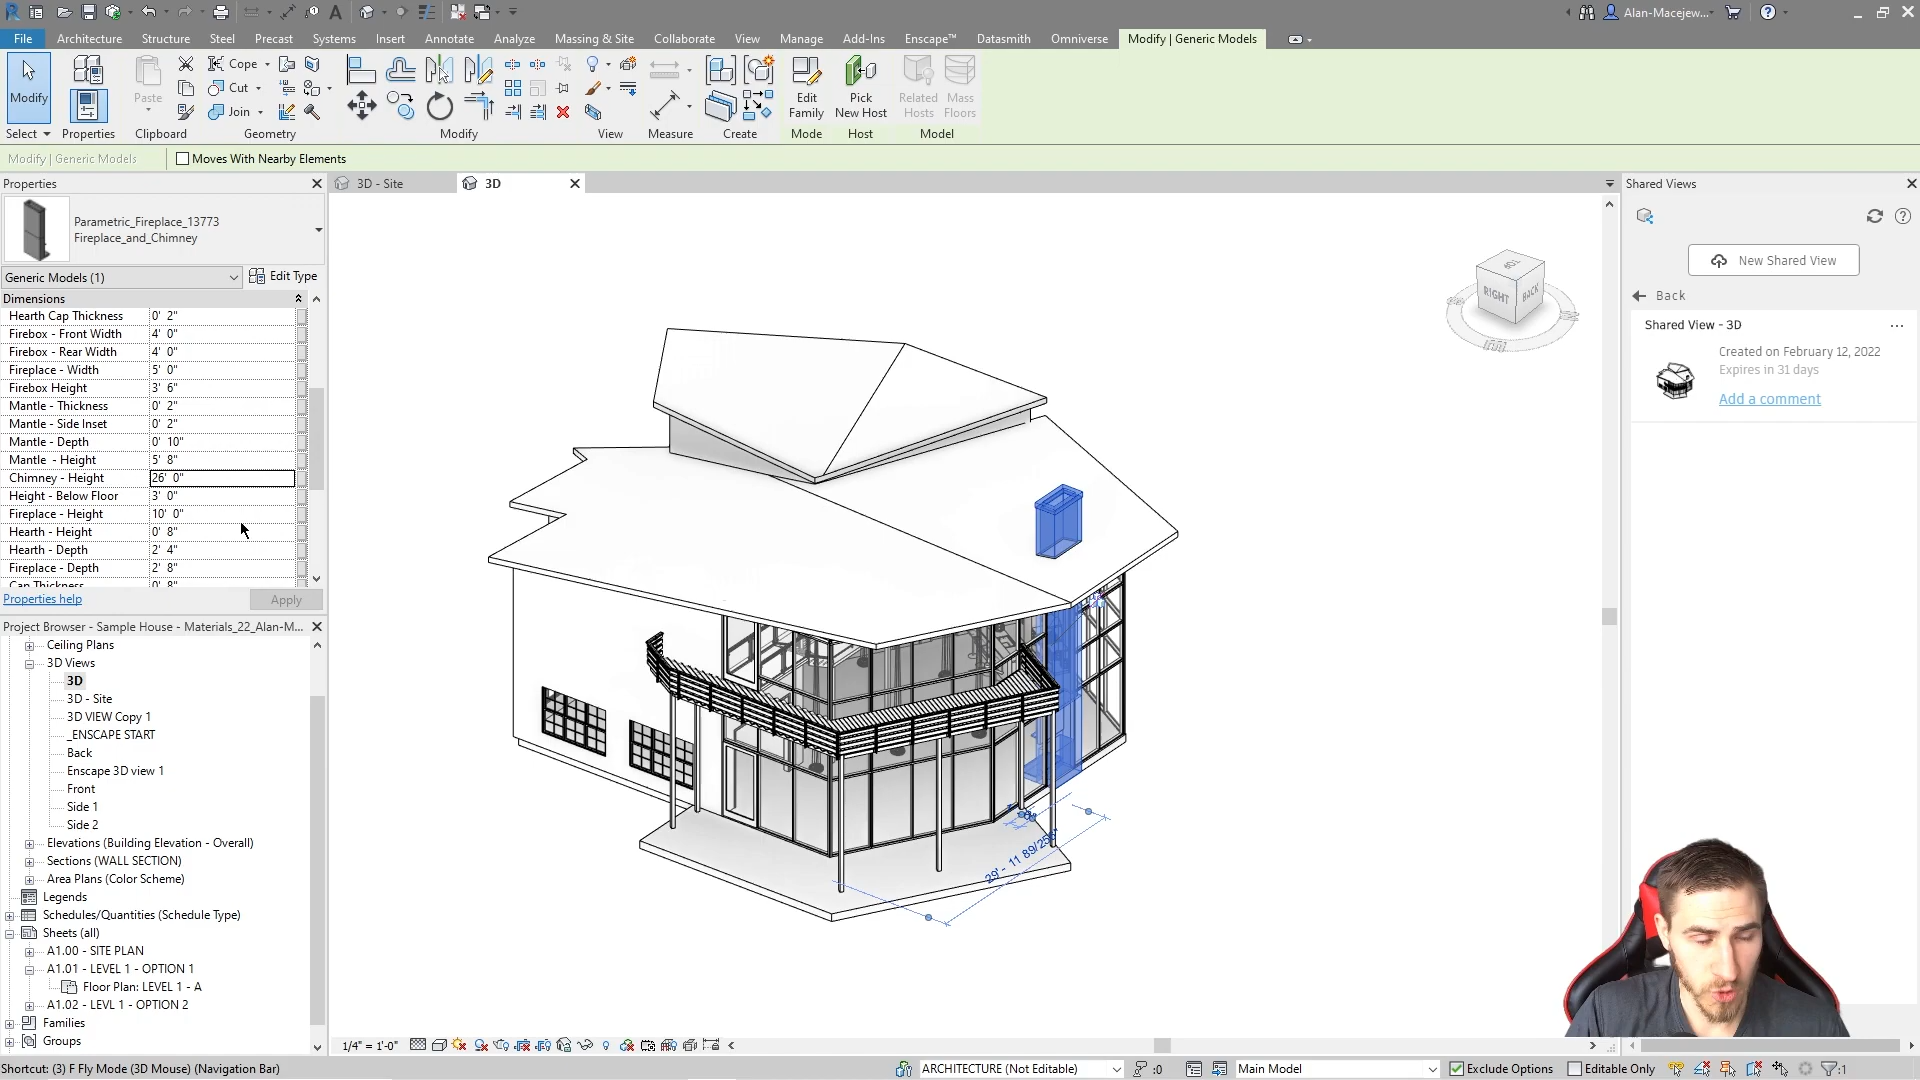 Alan-Macejew...
File
Architecture
Structure
Steel
Precast
Systems
Insert
Annotate
Analyze
Massing & Site
Collaborate
View
Manage
Add-Ins
Enscape™
Datasmith
Omniverse
Modify | Generic Models
Modify
Select
Properties
Paste
Clipboard
Cope
Cut
Join
Geometry
Modify
View
Measure
Create
Edit
Family
Mode
Pick
New Host
Host
Related
Hosts
Mass
Floors
Model
Modify | Generic Models
Moves With Nearby Elements
Properties
3D - Site
3D
Shared Views
Parametric_Fireplace_13773
Fireplace_and_Chimney
Generic Models (1)
Edit Type
Dimensions
Hearth Cap Thickness 0' 2"
Firebox - Front Width 4' 0"
Firebox - Rear Width 4' 0"
Fireplace - Width 5' 0"
Firebox Height 3' 6"
Mantle - Thickness 0' 2"
Mantle - Side Inset 0' 2"
Mantle - Depth 0' 10"
Mantle - Height 5' 8"
Chimney - Height 26' 0"
Height - Below Floor 3' 0"
Fireplace - Height 10' 0"
Hearth - Height 0' 8"
Hearth - Depth 2' 4"
Fireplace - Depth 2' 8"
Cap Thickness 0' 8"
Properties help
Apply
Project Browser - Sample House - Materials_22_Alan-M...
Ceiling Plans
3D Views
3D
3D - Site
3D VIEW Copy 1
_ENSCAPE START
Back
Enscape 3D view 1
Front
Side 1
Side 2
Elevations (Building Elevation - Overall)
Sections (WALL SECTION)
Area Plans (Color Scheme)
Legends
Schedules/Quantities (Schedule Type)
Sheets (all)
A1.00 - SITE PLAN
A1.01 - LEVEL 1 - OPTION 1
Floor Plan: LEVEL 1 - A
A1.02 - LEVL 1 - OPTION 2
Families
Groups
TOP
RIGHT
BACK
29' - 11 89/256"
New Shared View
Back
Shared View - 3D
Created on February 12, 2022
Expires in 31 days
Add a comment
1/4" = 1'-0"
Shortcut: (3) F Fly Mode (3D Mouse) (Navigation Bar)
ARCHITECTURE (Not Editable)
:0
Main Model
Exclude Options
Editable Only
:1